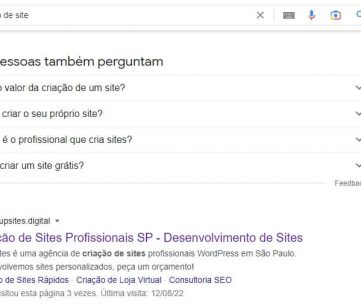 de site
essoas também perguntam
valor da criação de um site?
criar o seu próprio site?
é o profissional que cria sites?
criar um site grátis?
Feedba
upsites.digital
ão de Sites Profissionais SP - Desenvolvimento de Sites
tes é uma agência de criação de sites profissionais WordPress em São Paulo.
volvemos sites personalizados, peça um orçamento!
o de Sites Rápidos · Criação de Loja Virtual · Consultoria SEO
isitou esta página 3 vezes. Última visita: 12/08/22